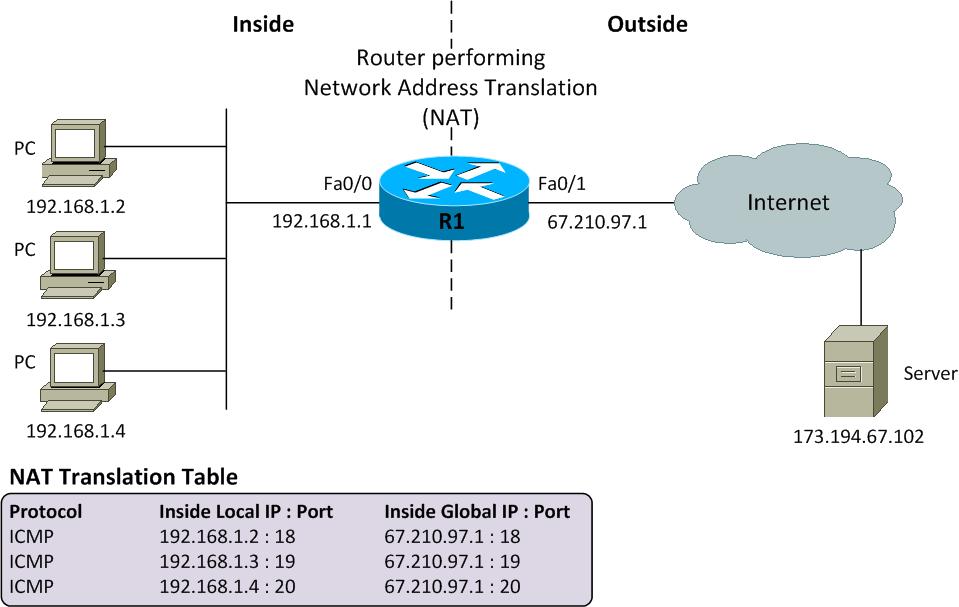 Inside
Outside
Router performing
Network Address Translation
(NAT)
PC
192.168.1.2
PC
192.168.1.3
PC
192.168.1.4
Fa0/0
192.168.1.1
R1
Fa0/1
67.210.97.1
Internet
Server
173.194.67.102
NAT Translation Table
Protocol Inside Local IP : Port Inside Global IP : Port
ICMP 192.168.1.2 : 18 67.210.97.1 : 18
ICMP 192.168.1.3 : 19 67.210.97.1 : 19
ICMP 192.168.1.4 : 20 67.210.97.1 : 20